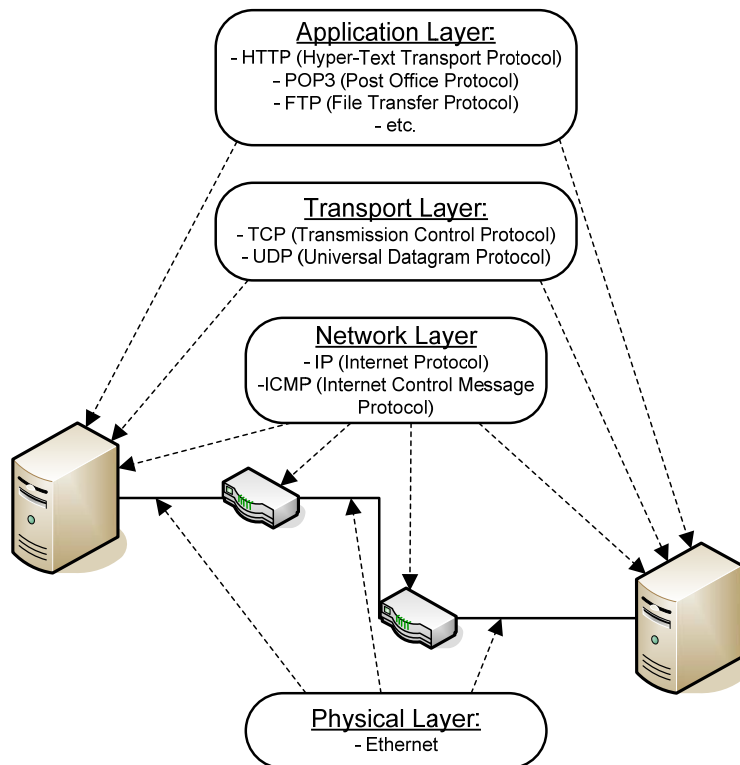 Application Layer:
- HTTP (Hyper-Text Transport Protocol)
- POP3 (Post Office Protocol)
- FTP (File Transfer Protocol)
- etc.
Transport Layer:
- TCP (Transmission Control Protocol)
- UDP (Universal Datagram Protocol)
Network Layer
- IP (Internet Protocol)
-ICMP (Internet Control Message
Protocol)
Physical Layer:
- Ethernet